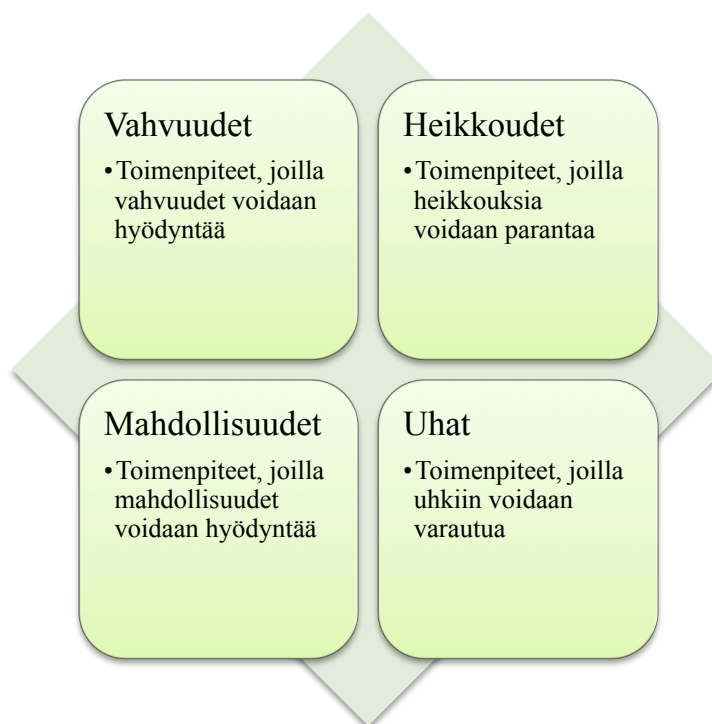 Vahvuudet
•Toimenpiteet, joilla
vahvuudet voidaan
hyödyntää
Heikkoudet
•Toimenpiteet, joilla
heikkouksia
voidaan parantaa
Mahdollisuudet
•Toimenpiteet, joilla
mahdollisuudet
voidaan hyödyntää
Uhat
•Toimenpiteet, joilla
uhkiin voidaan
varautua